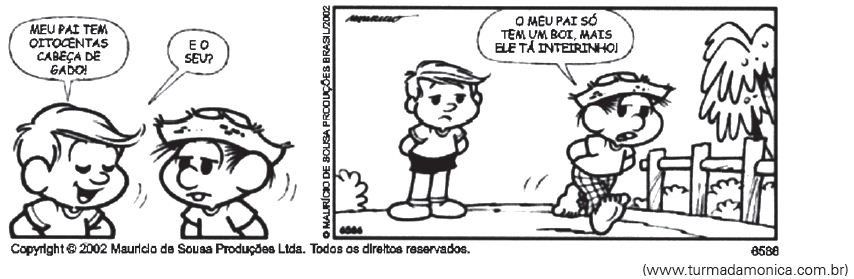 MEU PAI TEM
OITOCENTAS
CABEÇA DE
GADO!
E O
SEU?
MAURICIO
O MEU PAI SÓ
TEM UM BOI, MAIS
ELE TÁ INTEIRINHO!
© MAURÍCIO DE SOUSA PRODUÇÕES BRASIL/2002
6586
Copyright © 2002 Mauricio de Sousa Produções Ltda. Todos os direitos reservados.
6586
(www.turmadamonica.com.br)